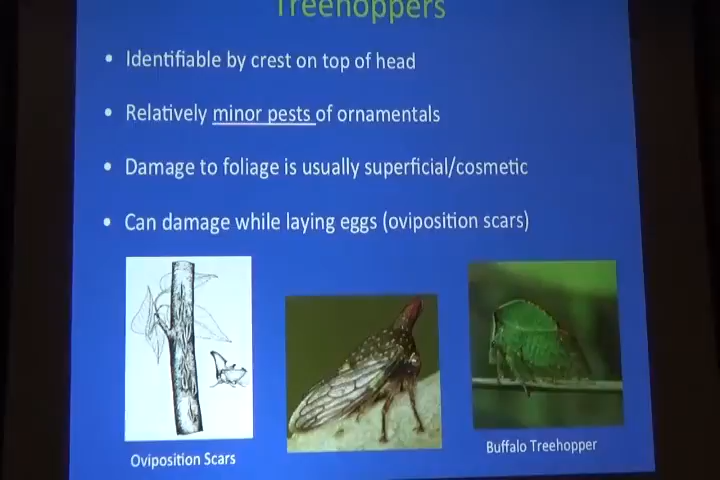 Treehoppers
• Identifiable by crest on top of head
• Relatively minor pests of ornamentals
• Damage to foliage is usually superficial/cosmetic
• Can damage while laying eggs (oviposition scars)
Oviposition Scars
Buffalo Treehopper